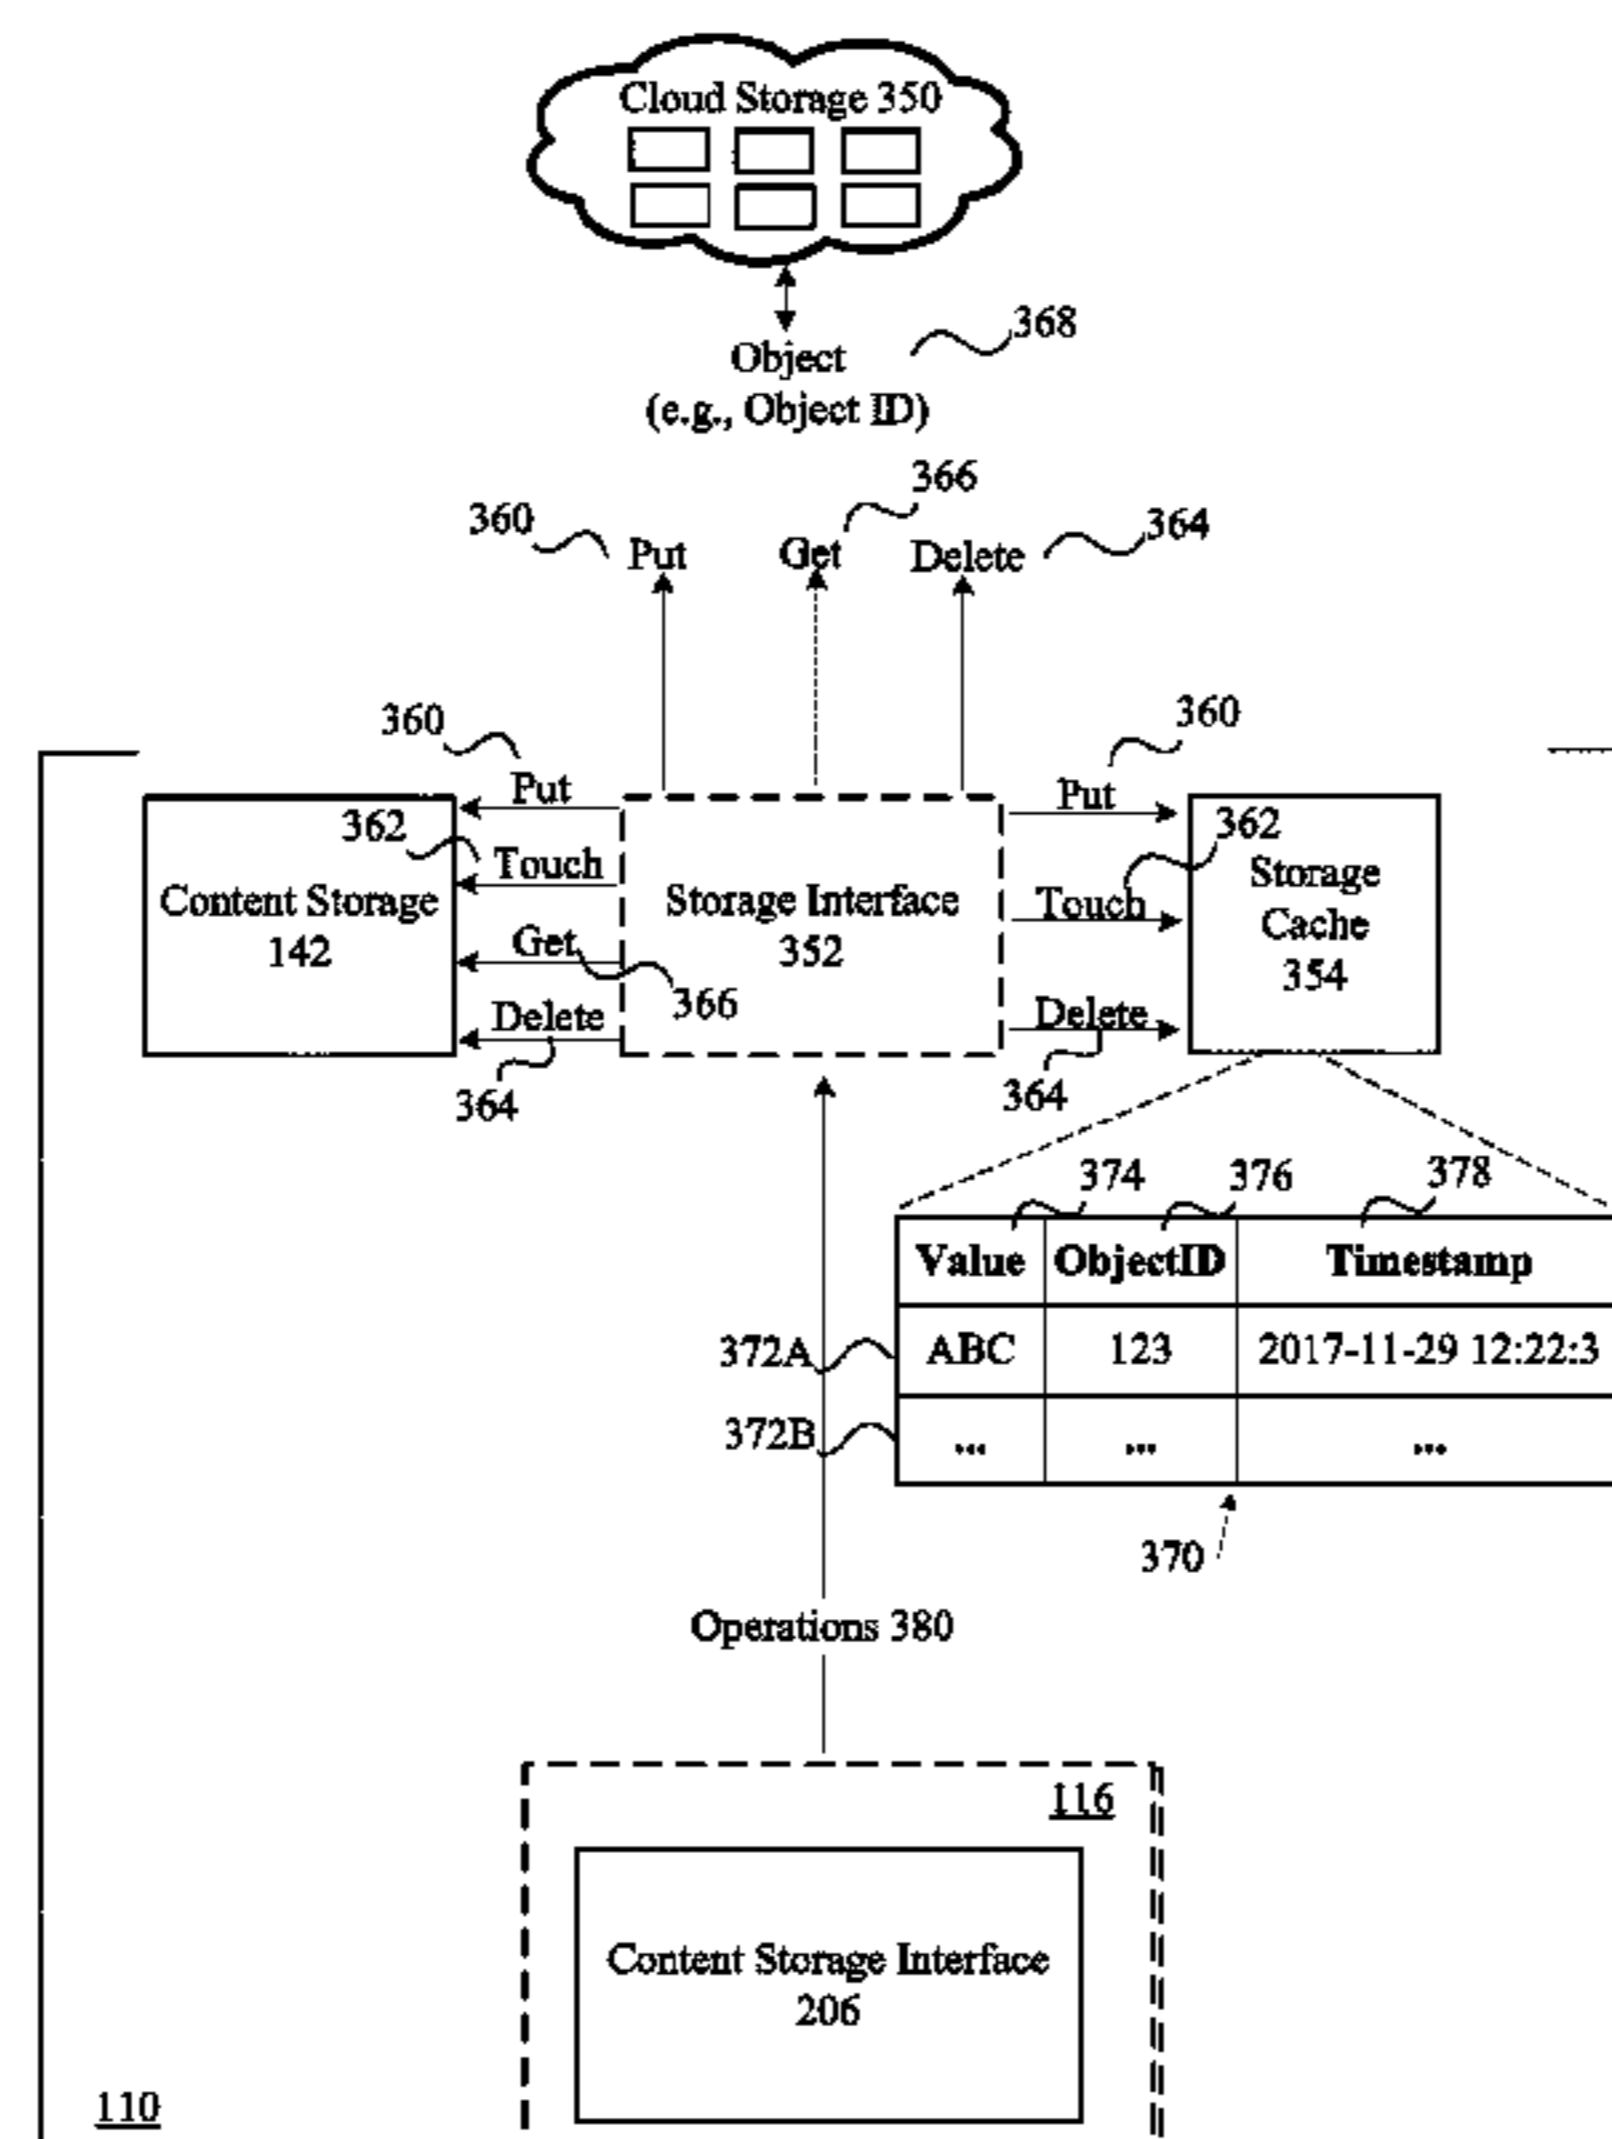 Cloud Storage 350
368
Object
(e.g., Object ID)
366
360
364
Put
Get
Delete
360
360
Put
Put
362
362
Touch
Touch
Content Storage
142
Storage Interface
352
Storage
Cache
354
Get
366
Delete
Delete
364
364
374
376
378
Value ObjectID Timestamp
372A ABC 123 2017-11-29 12:22:3
372B ... ... ...
370
Operations 380
116
Content Storage Interface
206
110